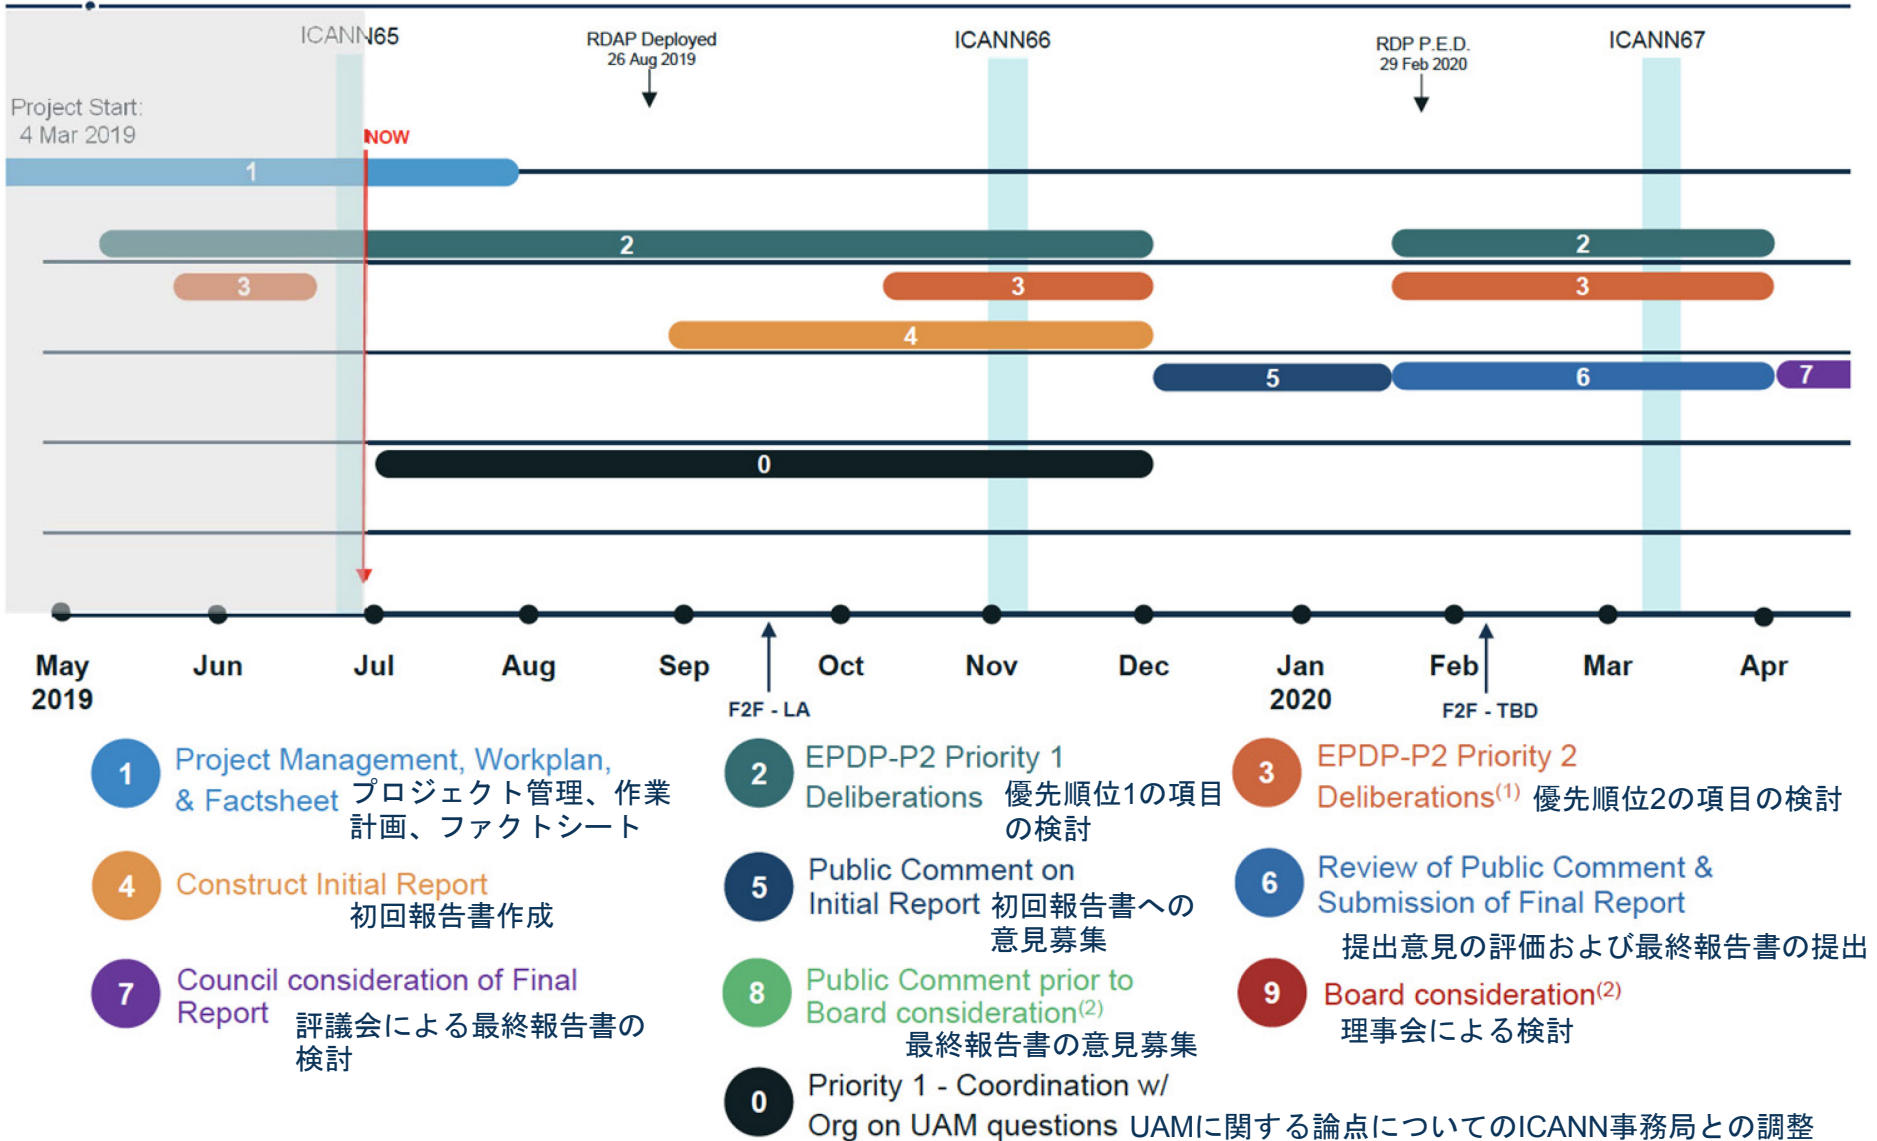 ICANN65
RDAP Deployed
26 Aug 2019
ICANN66
RDP P.E.D.
29 Feb 2020
ICANN67
Project Start:
4 Mar 2019
NOW
1
2
2
3
3
3
4
5
6
7
0
May
2019
Jun
Jul
Aug
Sep
Oct
Nov
Dec
Jan
2020
Feb
Mar
Apr
F2F - LA
F2F - TBD
1
Project Management, Workplan,
& Factsheet プロジェクト管理、作業
計画、ファクトシート
2
EPDP-P2 Priority 1
Deliberations 優先順位1の項目
の検討
3
EPDP-P2 Priority 2
Deliberations(1) 優先順位2の項目の検討
4
Construct Initial Report
初回報告書作成
5
Public Comment on
Initial Report 初回報告書への
意見募集
6
Review of Public Comment &
Submission of Final Report
提出意見の評価および最終報告書の提出
7
Council consideration of Final
Report 評議会による最終報告書の
検討
8
Public Comment prior to
Board consideration(2)
最終報告書の意見募集
9
Board consideration(2)
理事会による検討
0
Priority 1 - Coordination w/
Org on UAM questions UAMに関する論点についてのICANN事務局との調整